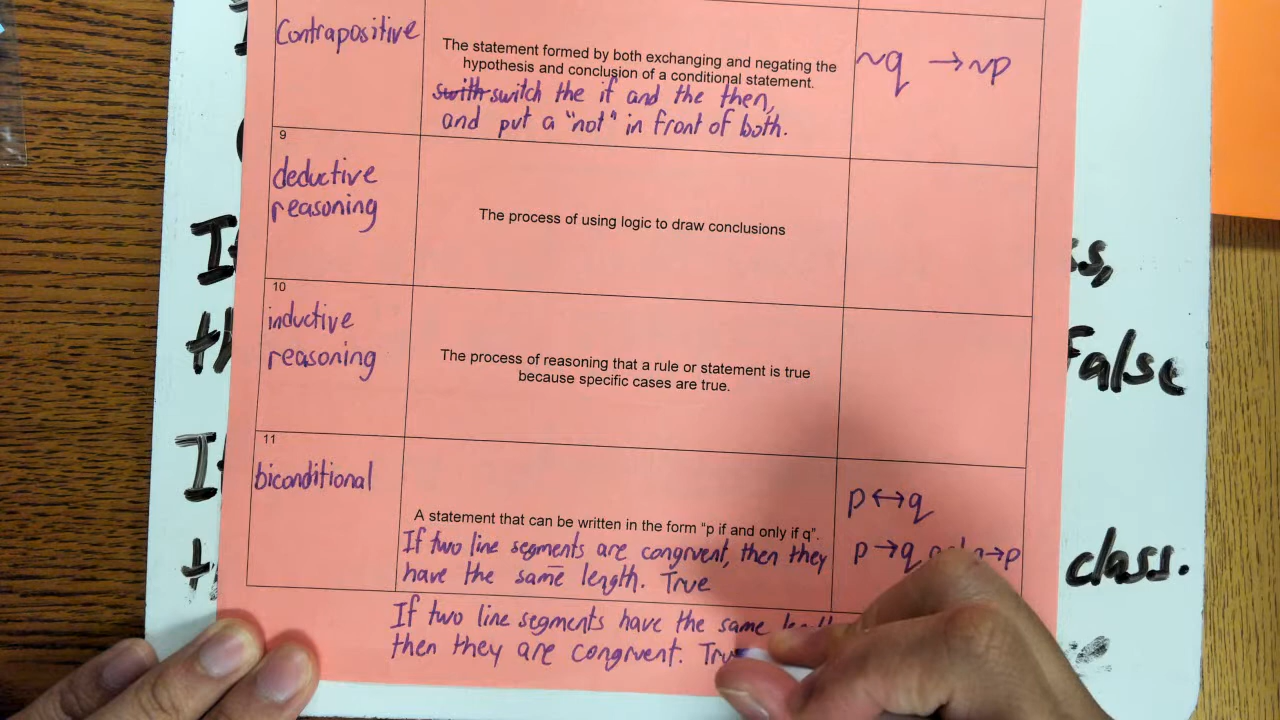 Contrapositive
The statement formed by both exchanging and negating the
hypothesis and conclusion of a conditional statement.
switch the if and the then,
and put a "not" in front of both.
~q → ~p
9
deductive
reasoning
The process of using logic to draw conclusions
10
inductive
reasoning
The process of reasoning that a rule or statement is true
because specific cases are true.
11
biconditional
A statement that can be written in the form "p if and only if q".
If two line segments are congruent, then they
have the same length. True
p ↔ q
p → q q → p
If two line segments have the same
then they are congruent. Tru
False
class.